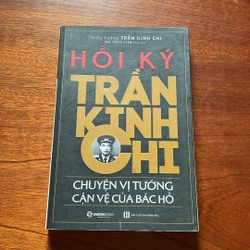 Thiếu tướng TRẦN KINH CHI
HỒI KÝ
TRẦN
KINH
CHI
CHUYỆN VỊ TƯỚNG
CẬN VỆ CỦA BÁC HỒ